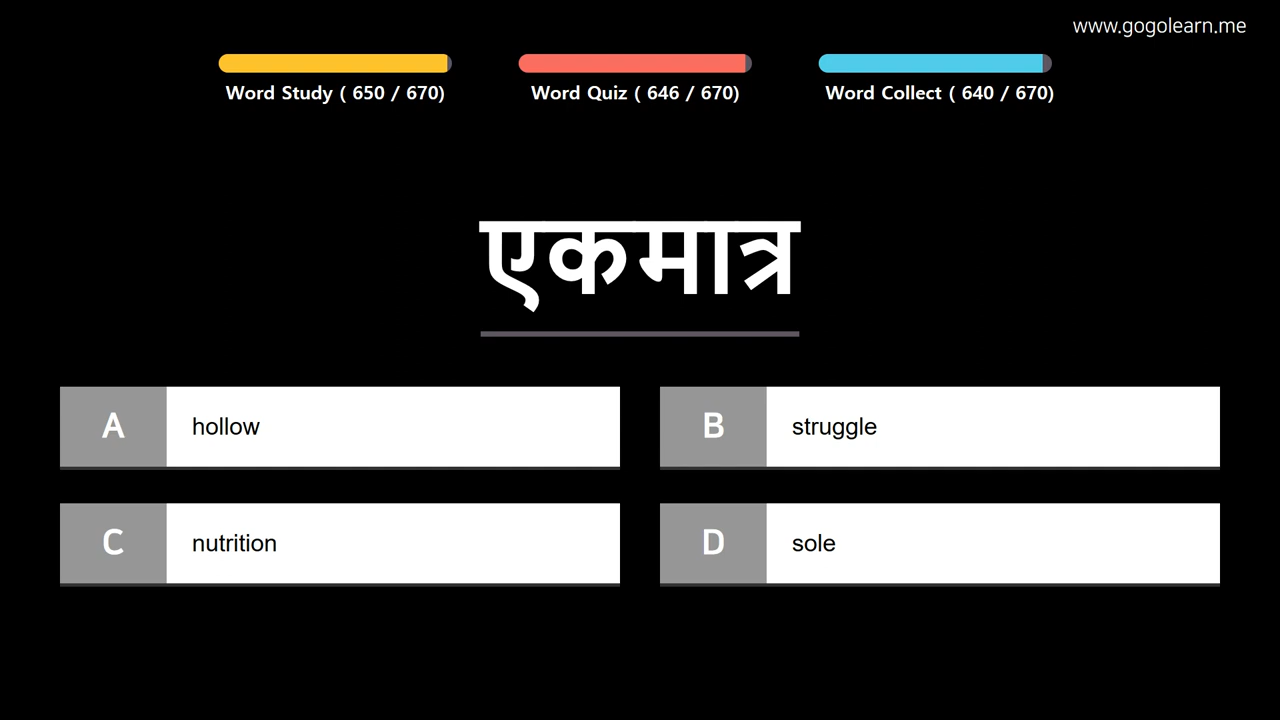 www.gogolearn.me
Word Study ( 650 / 670)
Word Quiz ( 646 / 670)
Word Collect ( 640 / 670)
एकमात्र
A hollow
B struggle
C nutrition
D sole